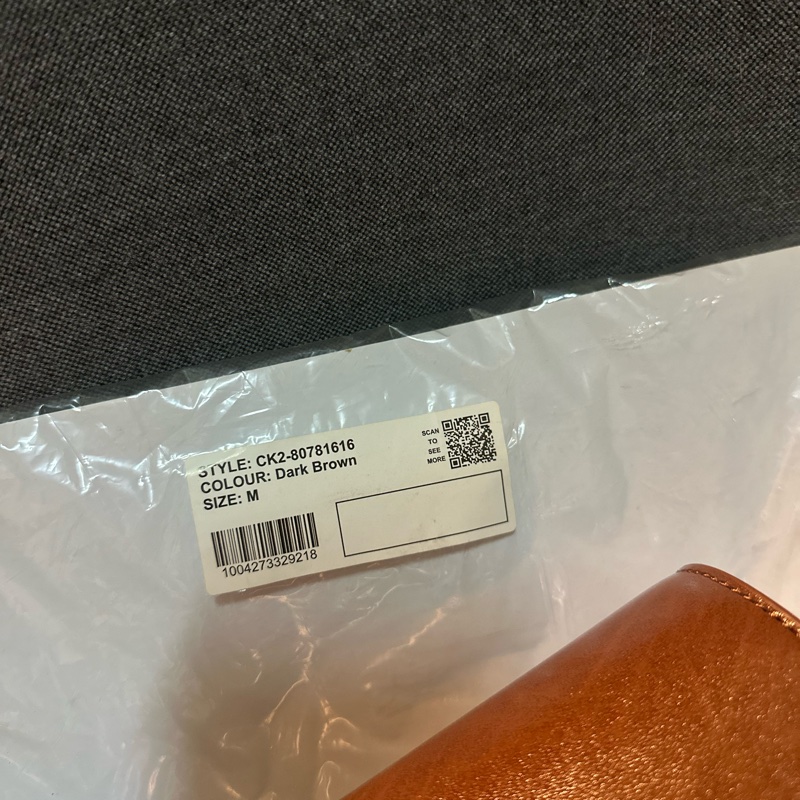 STYLE: CK2-80781616
COLOUR: Dark Brown
SIZE: M
SCAN
TO
SEE
MORE
1004273329218